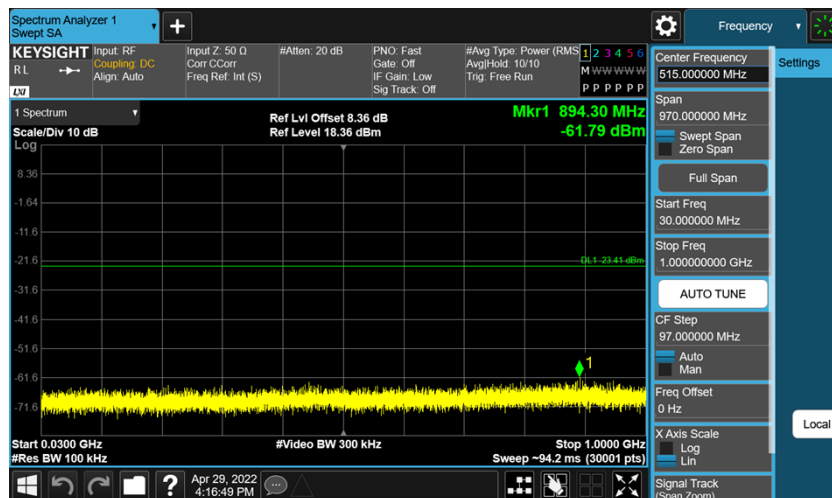 Spectrum Analyzer 1
Swept SA
Frequency
KEYSIGHT
RL
LXI
Input: RF
Coupling: DC
Align: Auto
Input Z: 50 Ω
Corr CCorr
Freq Ref: Int (S)
#Atten: 20 dB
PNO: Fast
Gate: Off
IF Gain: Low
Sig Track: Off
#Avg Type: Power (RMS
Avg|Hold: 10/10
Trig: Free Run
1 2 3 4 5 6
M W W W W W
P P P P P P
1 Spectrum
Scale/Div 10 dB
Log
Ref Lvl Offset 8.36 dB
Ref Level 18.36 dBm
Mkr1 894.30 MHz
-61.79 dBm
8.36
-1.64
-11.6
-21.6
DL1 -23.41 dBm
-31.6
-41.6
-51.6
1
-61.6
-71.6
Start 0.0300 GHz
#Res BW 100 kHz
#Video BW 300 kHz
Stop 1.0000 GHz
Sweep ~94.2 ms (30001 pts)
?
Apr 29, 2022
4:16:49 PM
Center Frequency
515.000000 MHz
Span
970.000000 MHz
Swept Span
Zero Span
Full Span
Start Freq
30.000000 MHz
Stop Freq
1.000000000 GHz
AUTO TUNE
CF Step
97.000000 MHz
Auto
Man
Freq Offset
0 Hz
X Axis Scale
Log
Lin
Signal Track
(Span Zoom)
Settings
Local